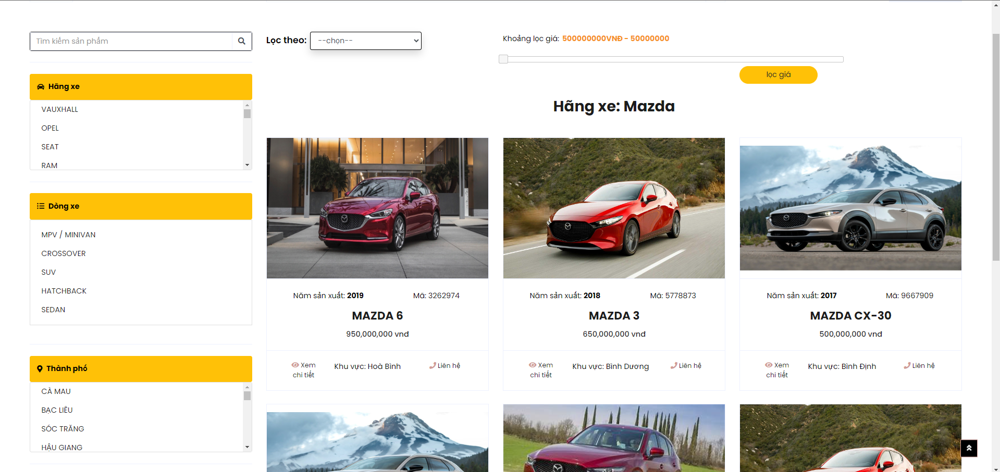 Tìm kiếm sản phẩm
Lọc theo: --chọn--
Khoảng lọc giá: 500000000VNĐ - 50000000
lọc giá
Hãng xe
VAUXHALL
OPEL
SEAT
RAM
Dòng xe
MPV / MINIVAN
CROSSOVER
SUV
HATCHBACK
SEDAN
Thành phố
CÀ MAU
BẠC LIÊU
SÓC TRĂNG
HẬU GIANG
Hãng xe: Mazda
Năm sản xuất: 2019 Mã: 3262974
MAZDA 6
950,000,000 vnđ
Xem chi tiết
Khu vực: Hoà Bình
Liên hệ
Năm sản xuất: 2018 Mã: 5778873
MAZDA 3
650,000,000 vnđ
Xem chi tiết
Khu vực: Bình Dương
Liên hệ
Năm sản xuất: 2017 Mã: 9667909
MAZDA CX-30
500,000,000 vnđ
Xem chi tiết
Khu vực: Bình Định
Liên hệ